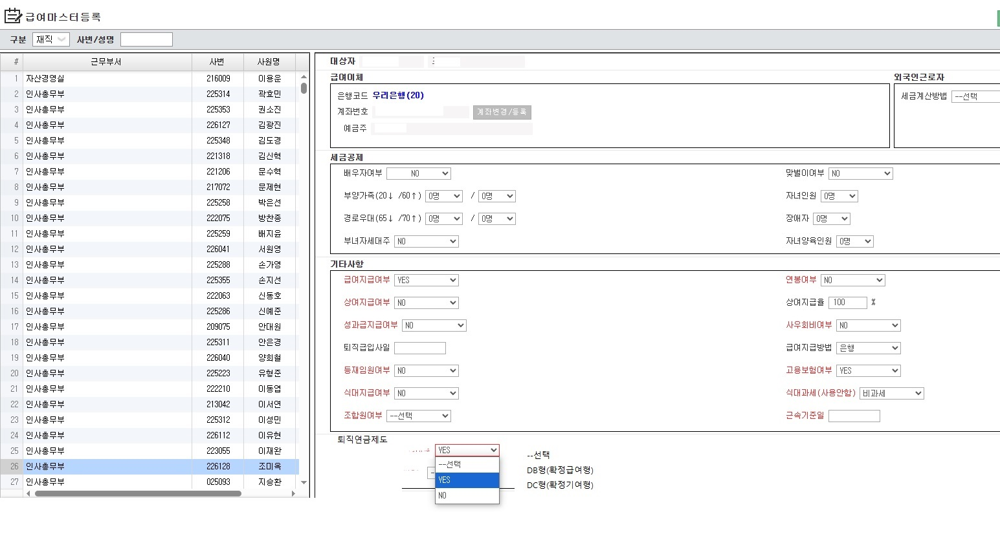 급여마스터등록
구분 재직 사번/성명
# 근무부서 사번 사원명
1 자산경영실 216009 이용운
2 인사총무부 225314 곽효민
3 인사총무부 225353 권소진
4 인사총무부 226127 김광진
5 인사총무부 225348 김도경
6 인사총무부 221318 김신혁
7 인사총무부 221206 문수혁
8 인사총무부 217072 문제현
9 인사총무부 225258 박은선
10 인사총무부 222075 방찬종
11 인사총무부 225259 배지윤
12 인사총무부 226041 서원영
13 인사총무부 225288 손가영
14 인사총무부 225355 손지선
15 인사총무부 222063 신동호
16 인사총무부 225286 신예준
17 인사총무부 209075 안대원
18 인사총무부 225311 안은경
19 인사총무부 226040 양희철
20 인사총무부 225223 유형준
21 인사총무부 222210 이동엽
22 인사총무부 213042 이서연
23 인사총무부 225312 이성민
24 인사총무부 226112 이유현
25 인사총무부 223055 이재완
26 인사총무부 226128 조미옥
27 인사총무부 025093 지승환
대상자
급여이체
은행코드 우리은행(20)
계좌번호 계좌변경/등록
예금주
외국인근로자
세금계산방법 --선택
세금공제
배우자여부 NO 맞벌이여부 NO
부양가족(20↓ /60↑) 0명 / 0명 자녀인원 0명
경로우대(65↓ /70↑) 0명 / 0명 장애자 0명
부녀자세대주 NO 자녀양육인원 0명
기타사항
급여지급여부 YES 연봉여부 NO
상여지급여부 NO 상여지급율 100 %
성과급지급여부 NO 사우회비여부 NO
퇴직급입사일 급여지급방법 은행
등재임원여부 NO 고용보험여부 YES
식대지급여부 NO 식대과세(사용안함) 비과세
조합원여부 --선택 근속기준일
퇴직연금제도
YES
--선택
YES
NO
--선택
DB형(확정급여형)
DC형(확정기여형)